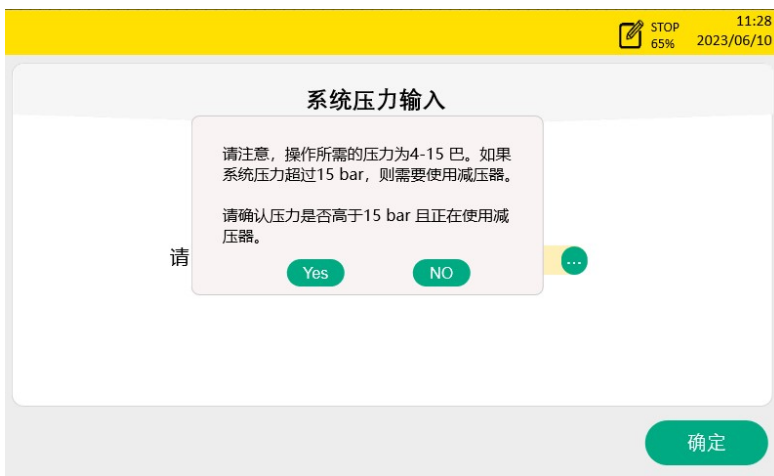 STOP
65%
11:28
2023/06/10
系统压力输入
请注意，操作所需的压力为4-15 巴。如果
系统压力超过15 bar，则需要使用减压器。
请确认压力是否高于15 bar 且正在使用减
压器。
请
Yes
NO
...
确定